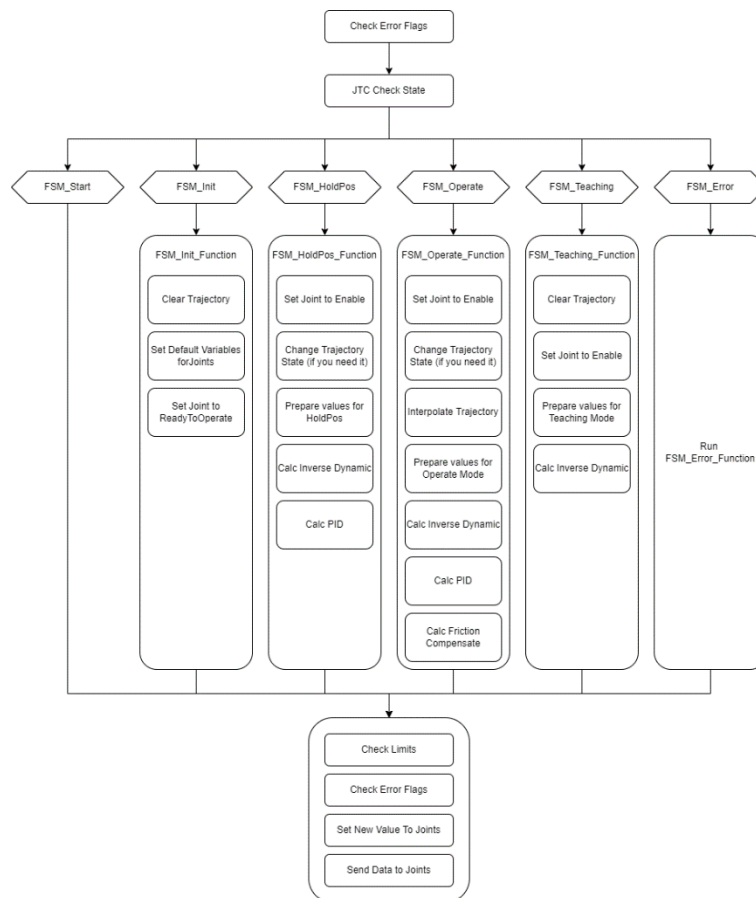 Check Error Flags
JTC Check State
FSM_Start
FSM_Init
FSM_HoldPos
FSM_Operate
FSM_Teaching
FSM_Error
FSM_Init_Function
Clear Trajectory
Set Default Variables
forJoints
Set Joint to
ReadyToOperate
FSM_HoldPos_Function
Set Joint to Enable
Change Trajectory
State (if you need it)
Prepare values for
HoldPos
Calc Inverse Dynamic
Calc PID
FSM_Operate_Function
Set Joint to Enable
Change Trajectory
State (if you need it)
Interpolate Trajectory
Prepare values for
Operate Mode
Calc Inverse Dynamic
Calc PID
Calc Friction
Compensate
FSM_Teaching_Function
Clear Trajectory
Set Joint to Enable
Prepare values for
Teaching Mode
Calc Inverse Dynamic
Run
FSM_Error_Function
Check Limits
Check Error Flags
Set New Value To Joints
Send Data to Joints